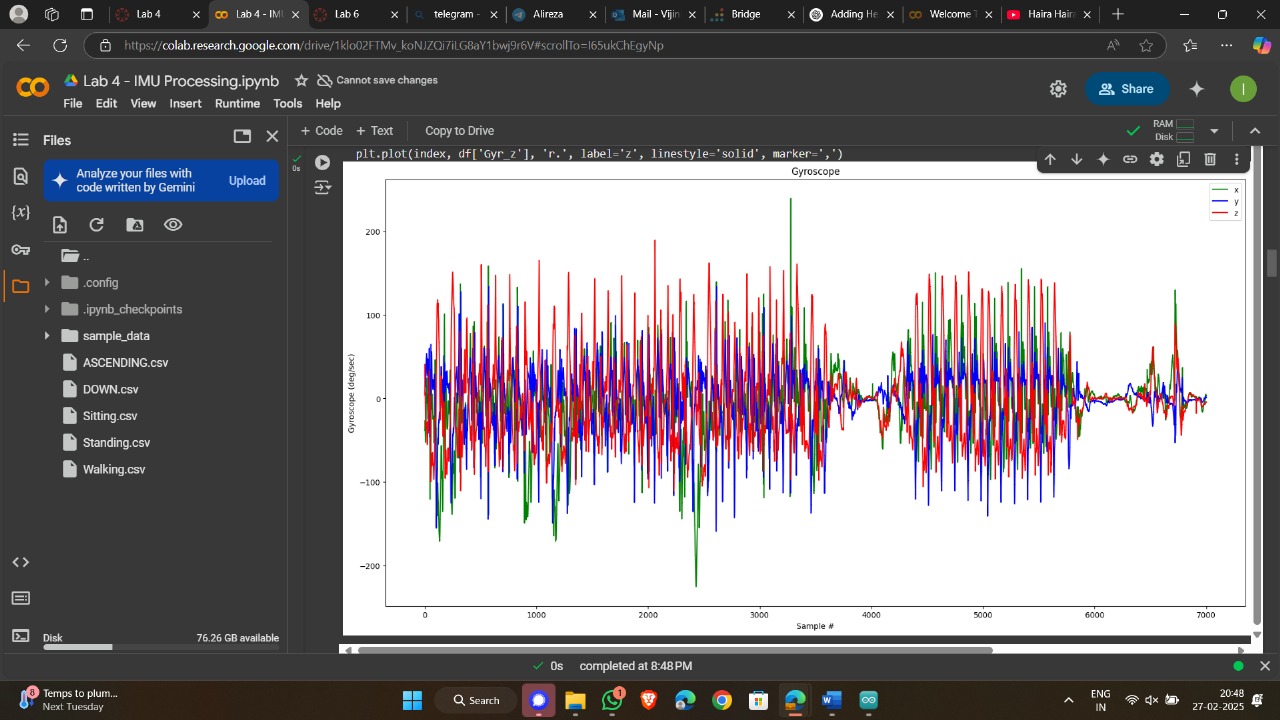 Lab 4
Lab 4 - IMU
Lab 6
telegram -
Alireza
Mail - Vijin
Bridge
Adding He
Welcome T
Haira Hair
https://colab.research.google.com/drive/1klo02FTMv_koNJZQi7iLG8aY1bwj9r6V#scrollTo=I65ukChEgyNp
Lab 4 - IMU Processing.ipynb
Cannot save changes
File Edit View Insert Runtime Tools Help
Share
I
Files
+ Code + Text
Copy to Drive
RAM
Disk
Analyze your files with
code written by Gemini
Upload
{x}
..
.config
.ipynb_checkpoints
sample_data
ASCENDING.csv
DOWN.csv
Sitting.csv
Standing.csv
Walking.csv
Disk
76.26 GB available
0s
plt.plot(index, df['Gyr_z'], 'r.', label='z', linestyle='solid', marker=',')
Gyroscope
x
y
z
200
100
0
−100
−200
Gyroscope (deg/sec)
0 1000 2000 3000 4000 5000 6000 7000
Sample #
0s completed at 8:48 PM
8
Temps to plum...
Next Tuesday
Search
1
ENG
IN
20:48
27-02-2025